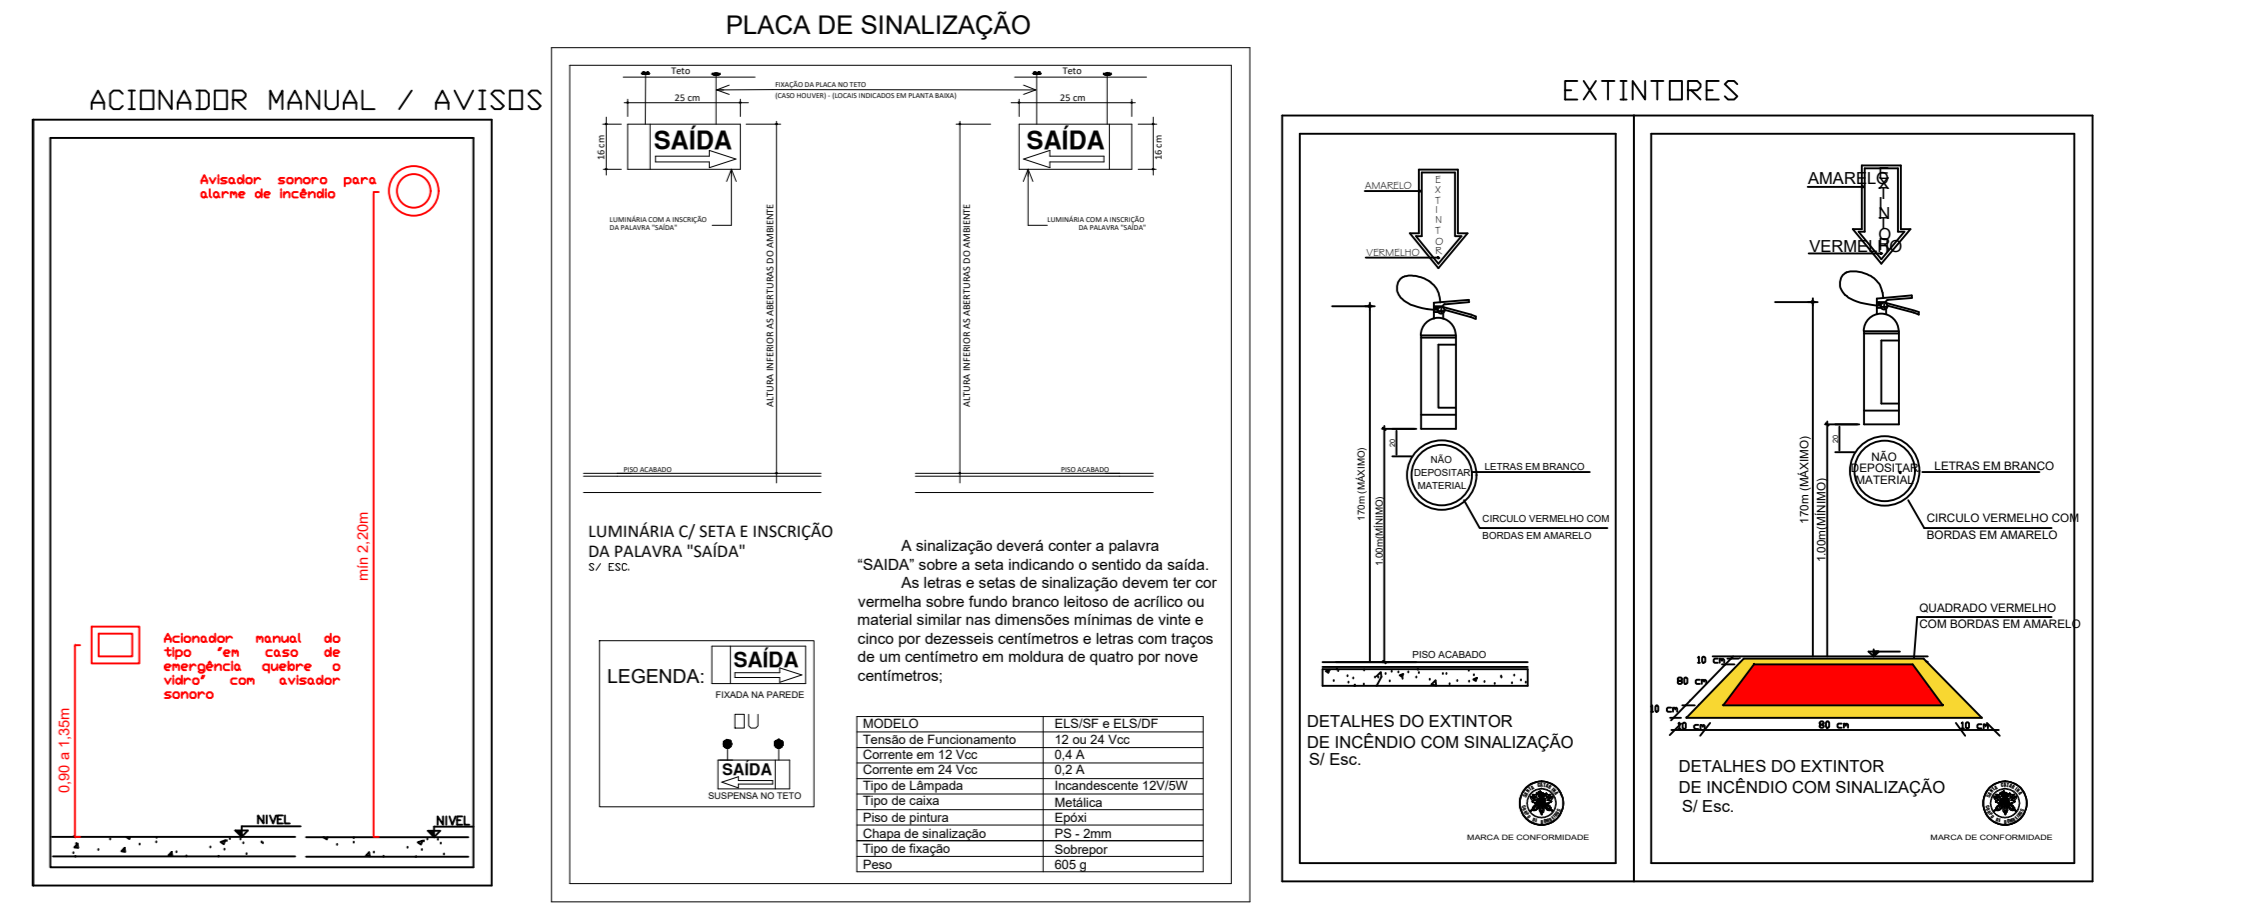 ACIONADOR MANUAL / AVISOS
Avisador sonoro para
alarme de incêndio
mín 2,20m
Acionador manual do
tipo "em caso de
emergência quebre o
vidro" com avisador
sonoro
0,90 a 1,35m
NIVEL
NIVEL
PLACA DE SINALIZAÇÃO
Teto
Teto
FIXAÇÃO DA PLACA NO TETO
(CASO HOUVER) - (LOCAIS INDICADOS EM PLANTA BAIXA)
25 cm
25 cm
16 cm
SAÍDA
SAÍDA
16 cm
LUMINÁRIA COM A INSCRIÇÃO
DA PALAVRA "SAÍDA"
LUMINÁRIA COM A INSCRIÇÃO
DA PALAVRA "SAÍDA"
ALTURA INFERIOR AS ABERTURAS DO AMBIENTE
ALTURA INFERIOR AS ABERTURAS DO AMBIENTE
PISO ACABADO
PISO ACABADO
LUMINÁRIA C/ SETA E INSCRIÇÃO
DA PALAVRA "SAÍDA"
S/ ESC.
A sinalização deverá conter a palavra
“SAIDA” sobre a seta indicando o sentido da saída.
As letras e setas de sinalização devem ter cor
vermelha sobre fundo branco leitoso de acrílico ou
material similar nas dimensões mínimas de vinte e
cinco por dezesseis centímetros e letras com traços
de um centímetro em moldura de quatro por nove
centímetros;
LEGENDA:
SAÍDA
FIXADA NA PAREDE
OU
SAÍDA
SUSPENSA NO TETO
MODELO ELS/SF e ELS/DF
Tensão de Funcionamento 12 ou 24 Vcc
Corrente em 12 Vcc 0,4 A
Corrente em 24 Vcc 0,2 A
Tipo de Lâmpada Incandescente 12V/5W
Tipo de caixa Metálica
Piso de pintura Epóxi
Chapa de sinalização PS - 2mm
Tipo de fixação Sobrepor
Peso 605 g
EXTINTORES
AMARELO
EXTINTOR
VERMELHO
20
NÃO
DEPOSITAR
MATERIAL
LETRAS EM BRANCO
170m (MÁXIMO)
1.00m(MÍNIMO)
CIRCULO VERMELHO COM
BORDAS EM AMARELO
PISO ACABADO
DETALHES DO EXTINTOR
DE INCÊNDIO COM SINALIZAÇÃO
S/ Esc.
MARCA DE CONFORMIDADE
AMARELO
VERMELHO
20
NÃO
DEPOSITAR
MATERIAL
LETRAS EM BRANCO
170m (MÁXIMO)
1.00m(MÍNIMO)
CIRCULO VERMELHO COM
BORDAS EM AMARELO
QUADRADO VERMELHO
COM BORDAS EM AMARELO
10 cm
80 cm
10 cm
10 cm
80 cm
10 cm
DETALHES DO EXTINTOR
DE INCÊNDIO COM SINALIZAÇÃO
S/ Esc.
MARCA DE CONFORMIDADE